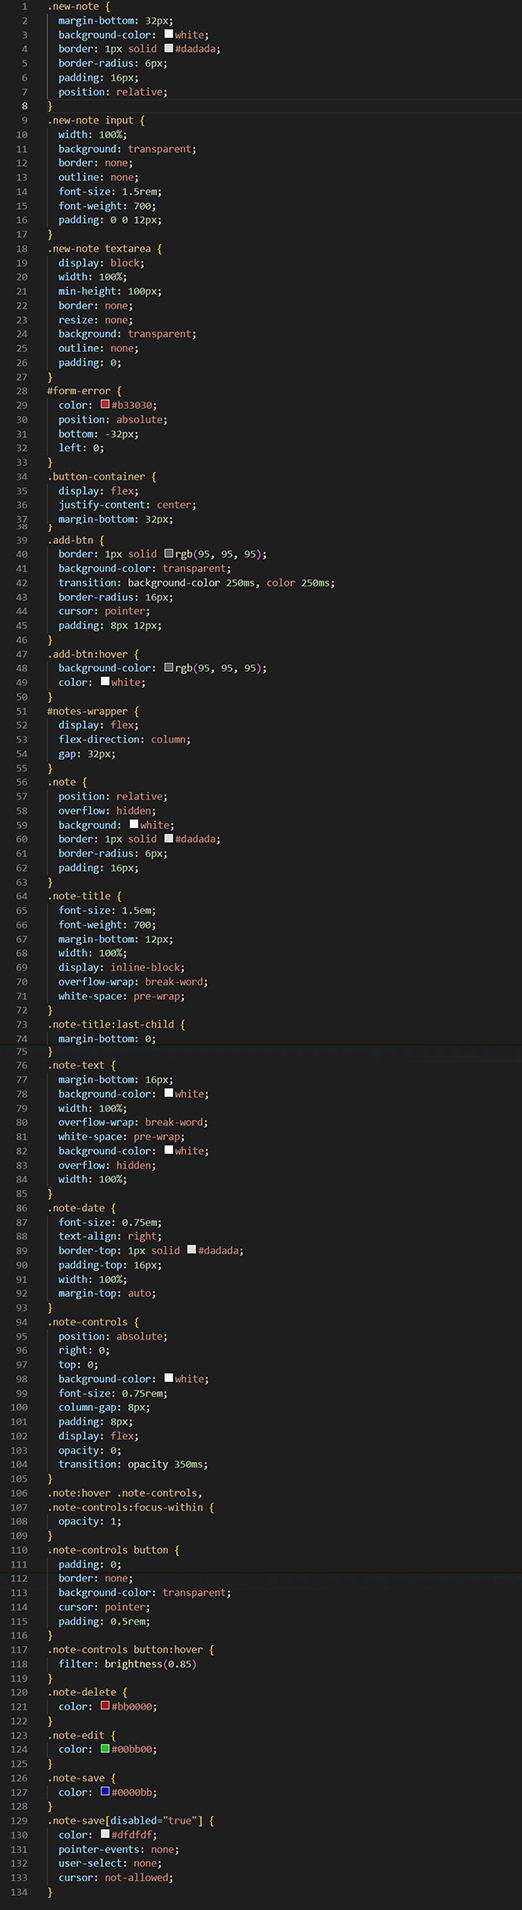 1 .new-note {
2 margin-bottom: 32px;
3 background-color: white;
4 border: 1px solid #dadada;
5 border-radius: 6px;
6 padding: 16px;
7 position: relative;
8 }
9 .new-note input {
10 width: 100%;
11 background: transparent;
12 border: none;
13 outline: none;
14 font-size: 1.5rem;
15 font-weight: 700;
16 padding: 0 0 12px;
17 }
18 .new-note textarea {
19 display: block;
20 width: 100%;
21 min-height: 100px;
22 border: none;
23 resize: none;
24 background: transparent;
25 outline: none;
26 padding: 0;
27 }
28 #form-error {
29 color: #b33030;
30 position: absolute;
31 bottom: -32px;
32 left: 0;
33 }
34 .button-container {
35 display: flex;
36 justify-content: center;
37 margin-bottom: 32px;
38 }
39 .add-btn {
40 border: 1px solid rgb(95, 95, 95);
41 background-color: transparent;
42 transition: background-color 250ms, color 250ms;
43 border-radius: 16px;
44 cursor: pointer;
45 padding: 8px 12px;
46 }
47 .add-btn:hover {
48 background-color: rgb(95, 95, 95);
49 color: white;
50 }
51 #notes-wrapper {
52 display: flex;
53 flex-direction: column;
54 gap: 32px;
55 }
56 .note {
57 position: relative;
58 overflow: hidden;
59 background: white;
60 border: 1px solid #dadada;
61 border-radius: 6px;
62 padding: 16px;
63 }
64 .note-title {
65 font-size: 1.5em;
66 font-weight: 700;
67 margin-bottom: 12px;
68 width: 100%;
69 display: inline-block;
70 overflow-wrap: break-word;
71 white-space: pre-wrap;
72 }
73 .note-title:last-child {
74 margin-bottom: 0;
75 }
76 .note-text {
77 margin-bottom: 16px;
78 background-color: white;
79 width: 100%;
80 overflow-wrap: break-word;
81 white-space: pre-wrap;
82 background-color: white;
83 overflow: hidden;
84 width: 100%;
85 }
86 .note-date {
87 font-size: 0.75em;
88 text-align: right;
89 border-top: 1px solid #dadada;
90 padding-top: 16px;
91 width: 100%;
92 margin-top: auto;
93 }
94 .note-controls {
95 position: absolute;
96 right: 0;
97 top: 0;
98 background-color: white;
99 font-size: 0.75rem;
100 column-gap: 8px;
101 padding: 8px;
102 display: flex;
103 opacity: 0;
104 transition: opacity 350ms;
105 }
106 .note:hover .note-controls,
107 .note-controls:focus-within {
108 opacity: 1;
109 }
110 .note-controls button {
111 padding: 0;
112 border: none;
113 background-color: transparent;
114 cursor: pointer;
115 padding: 0.5rem;
116 }
117 .note-controls button:hover {
118 filter: brightness(0.85)
119 }
120 .note-delete {
121 color: #bb0000;
122 }
123 .note-edit {
124 color: #00bb00;
125 }
126 .note-save {
127 color: #0000bb;
128 }
129 .note-save[disabled="true"] {
130 color: #dfdfdf;
131 pointer-events: none;
132 user-select: none;
133 cursor: not-allowed;
134 }